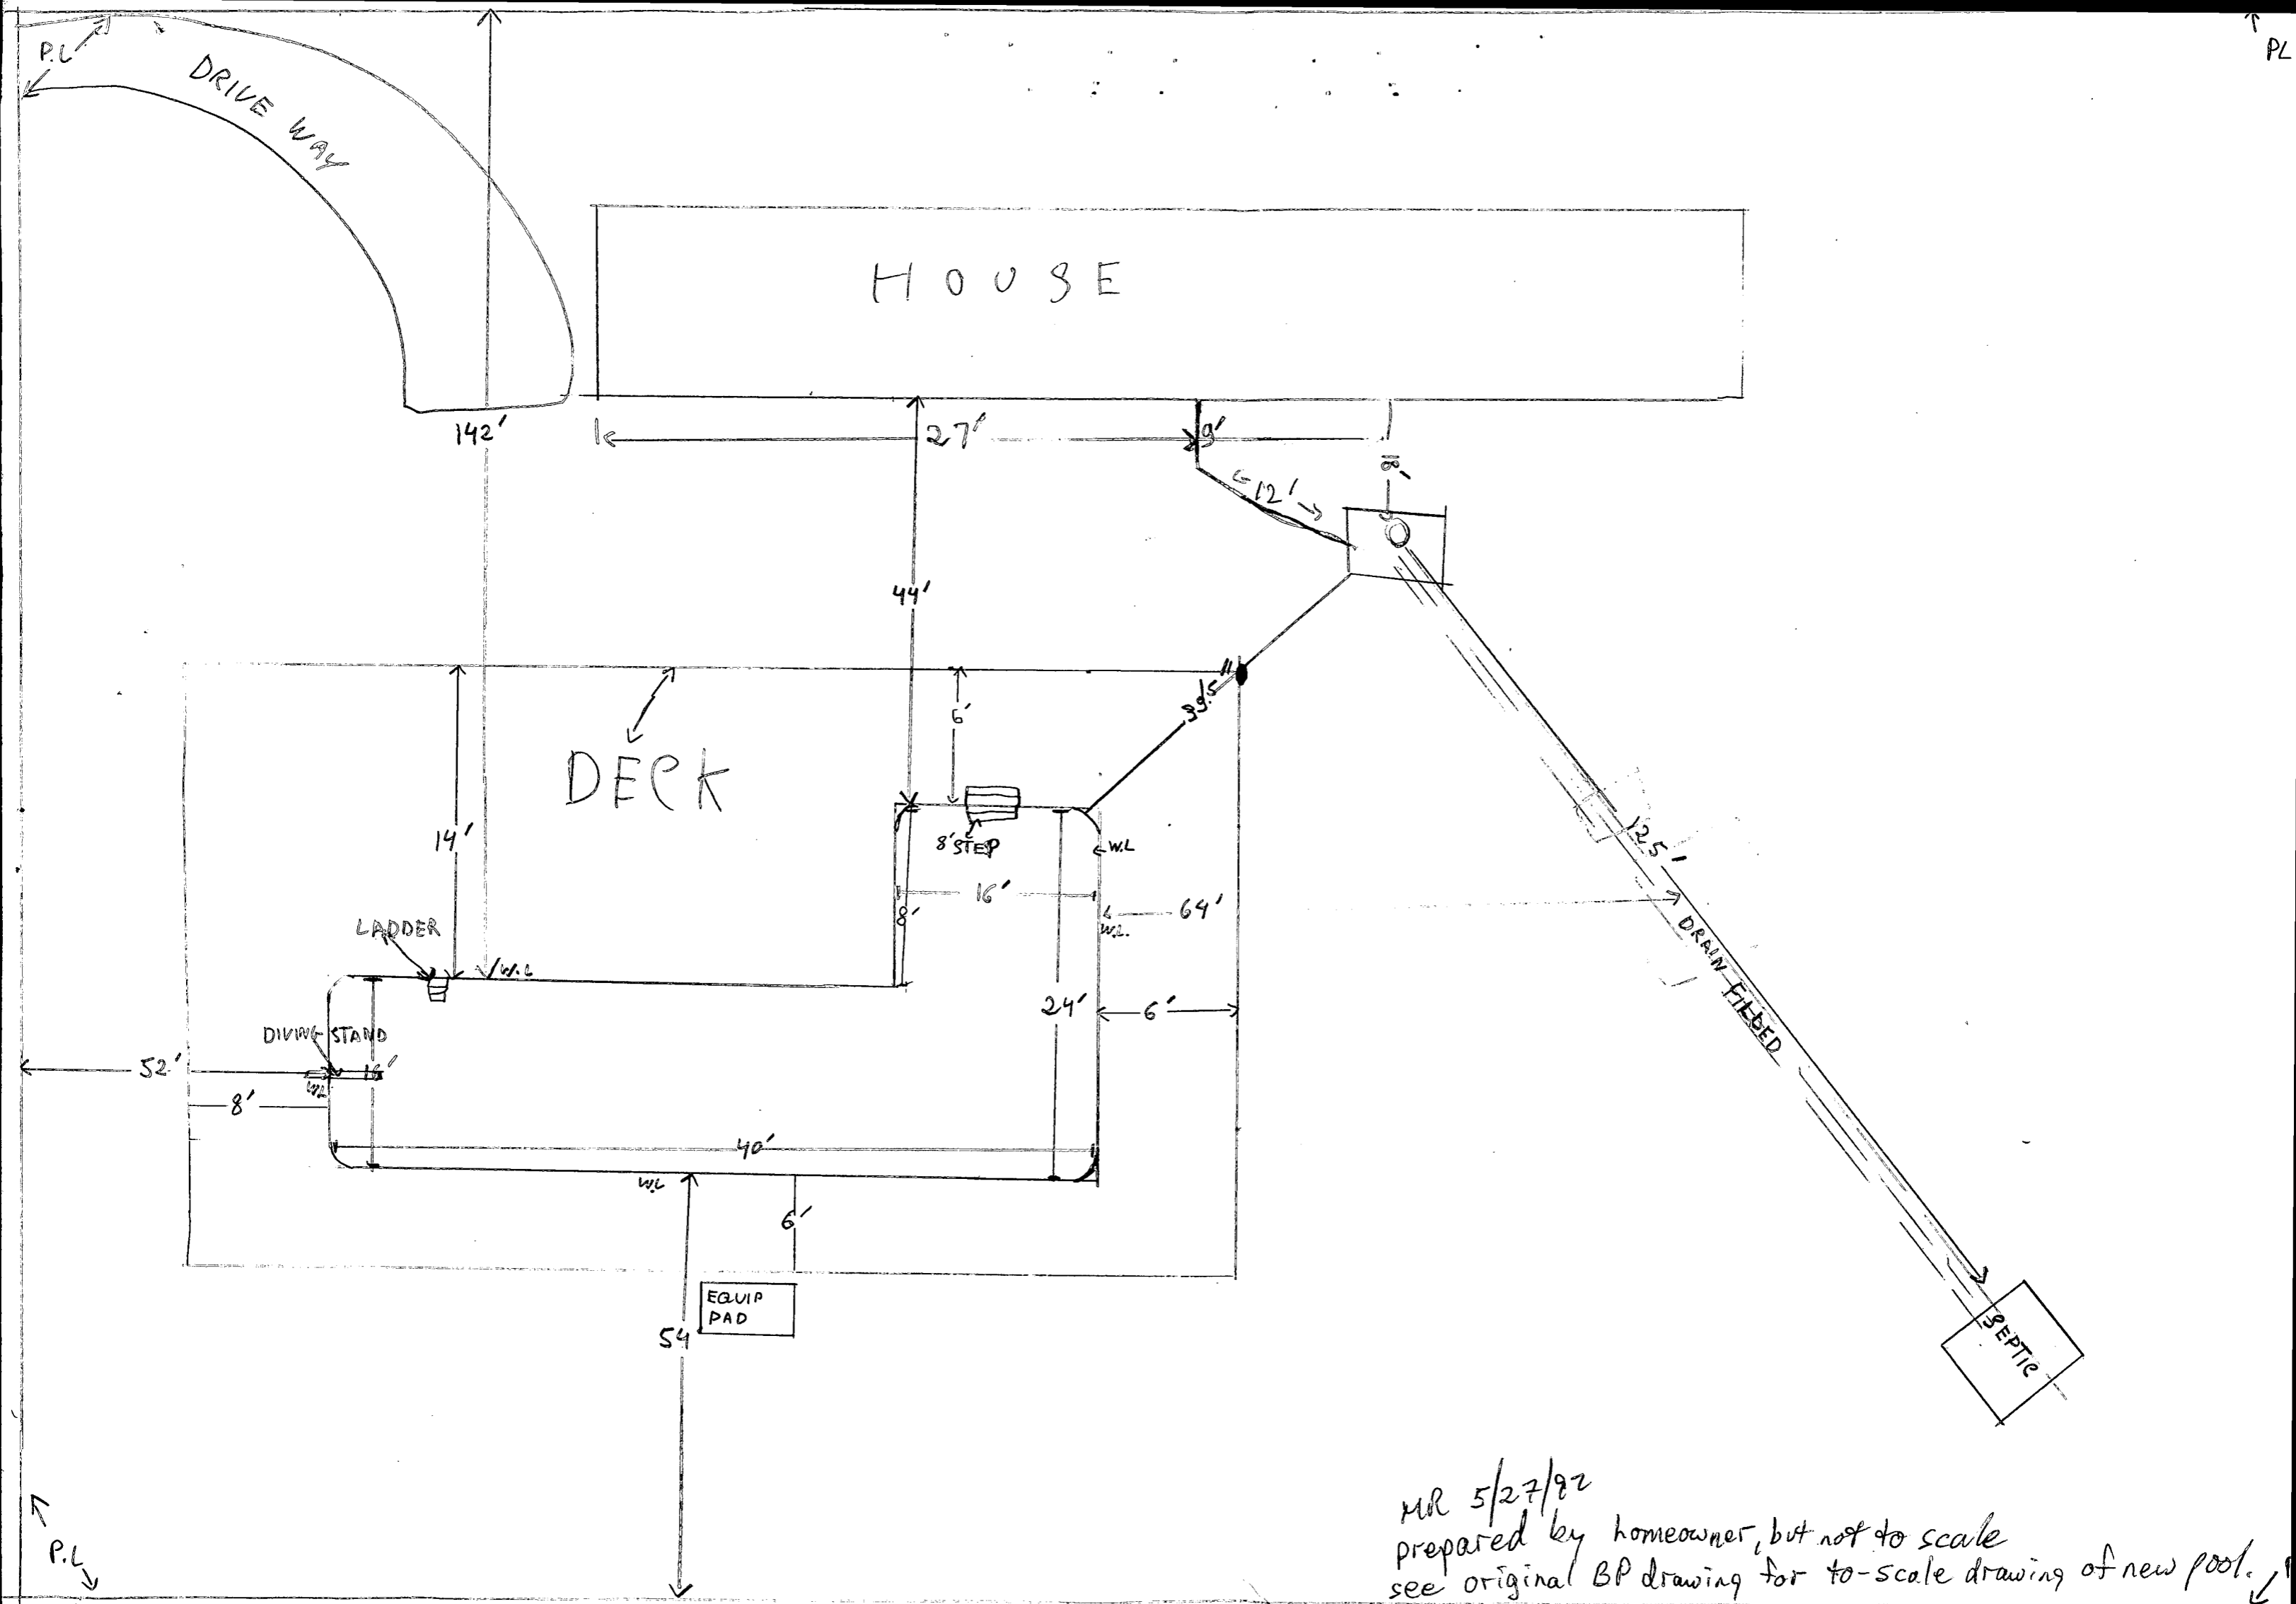 P.L
PL
DRIVE WAY
HOUSE
142'
27'
9'
18'
12'
44'
6'
39.5"
DECK
14'
8' STEP
W.L
16'
8'
64'
W.L.
125'
LADDER
W.L
DRAIN FILDED
24'
6'
DIVING STAND
52'
16'
W.L
8'
40'
W.L
6'
EQUIP
PAD
54
SEPTIC
P.L
MR 5/27/92
prepared by homeowner, but not to scale
see original BP drawing for to-scale drawing of new pool.